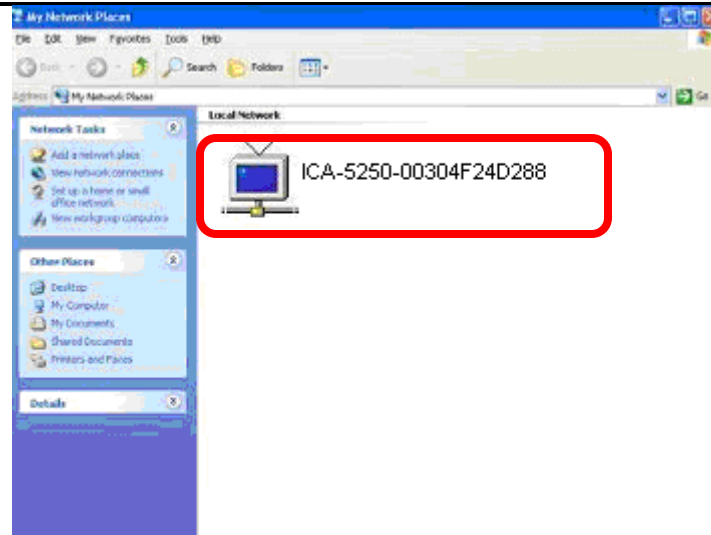 My Network Places
File Edit View Favorites Tools Help
Back Search Folders
Address My Network Places Go
Local Network
Network Tasks
Add a network place
View network connections
Set up a home or small
office network
View workgroup computers
ICA-5250-00304F24D288
Other Places
Desktop
My Computer
My Documents
Shared Documents
Printers and Faxes
Details